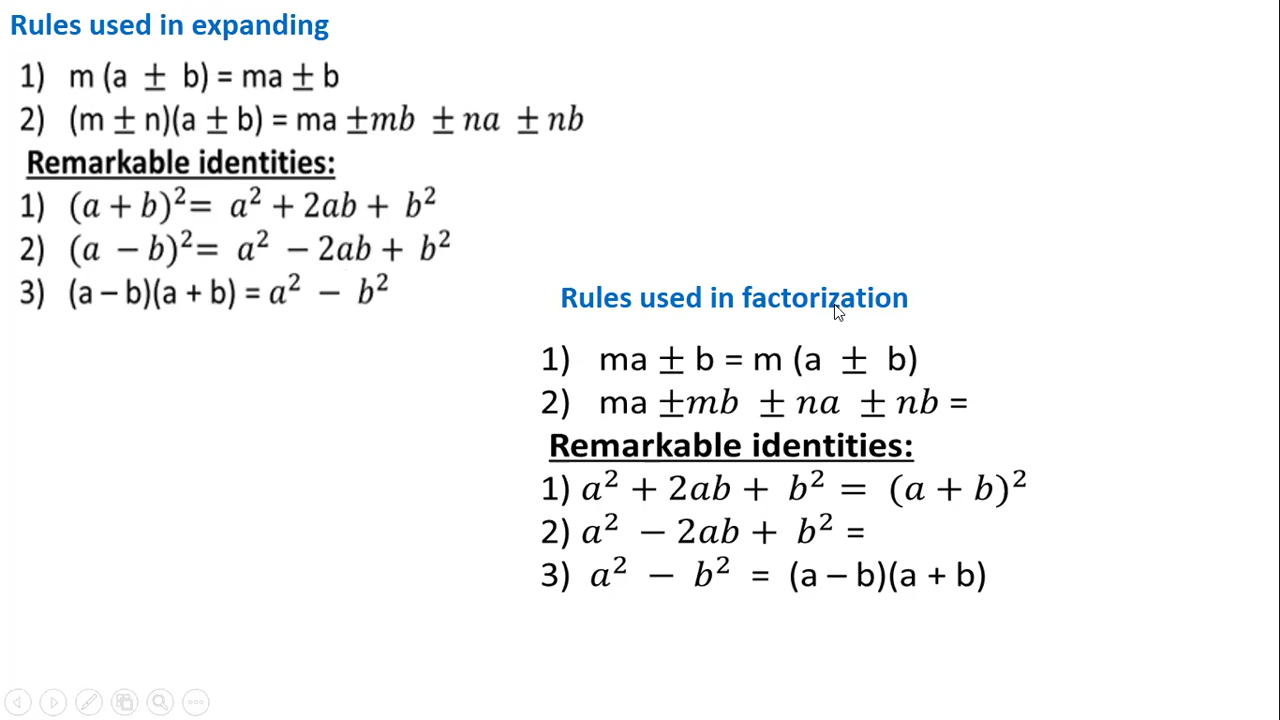 Rules used in expanding
1) m (a ± b) = ma ± b
2) (m ± n)(a ± b) = ma ±mb ± na ± nb
Remarkable identities:
1) (a + b)²= a² + 2ab + b²
2) (a − b)²= a² − 2ab + b²
3) (a – b)(a + b) = a² − b²
Rules used in factorization
1) ma ± b = m (a ± b)
2) ma ±mb ± na ± nb =
Remarkable identities:
1) a² + 2ab + b² = (a + b)²
2) a² − 2ab + b² =
3) a² − b² = (a – b)(a + b)